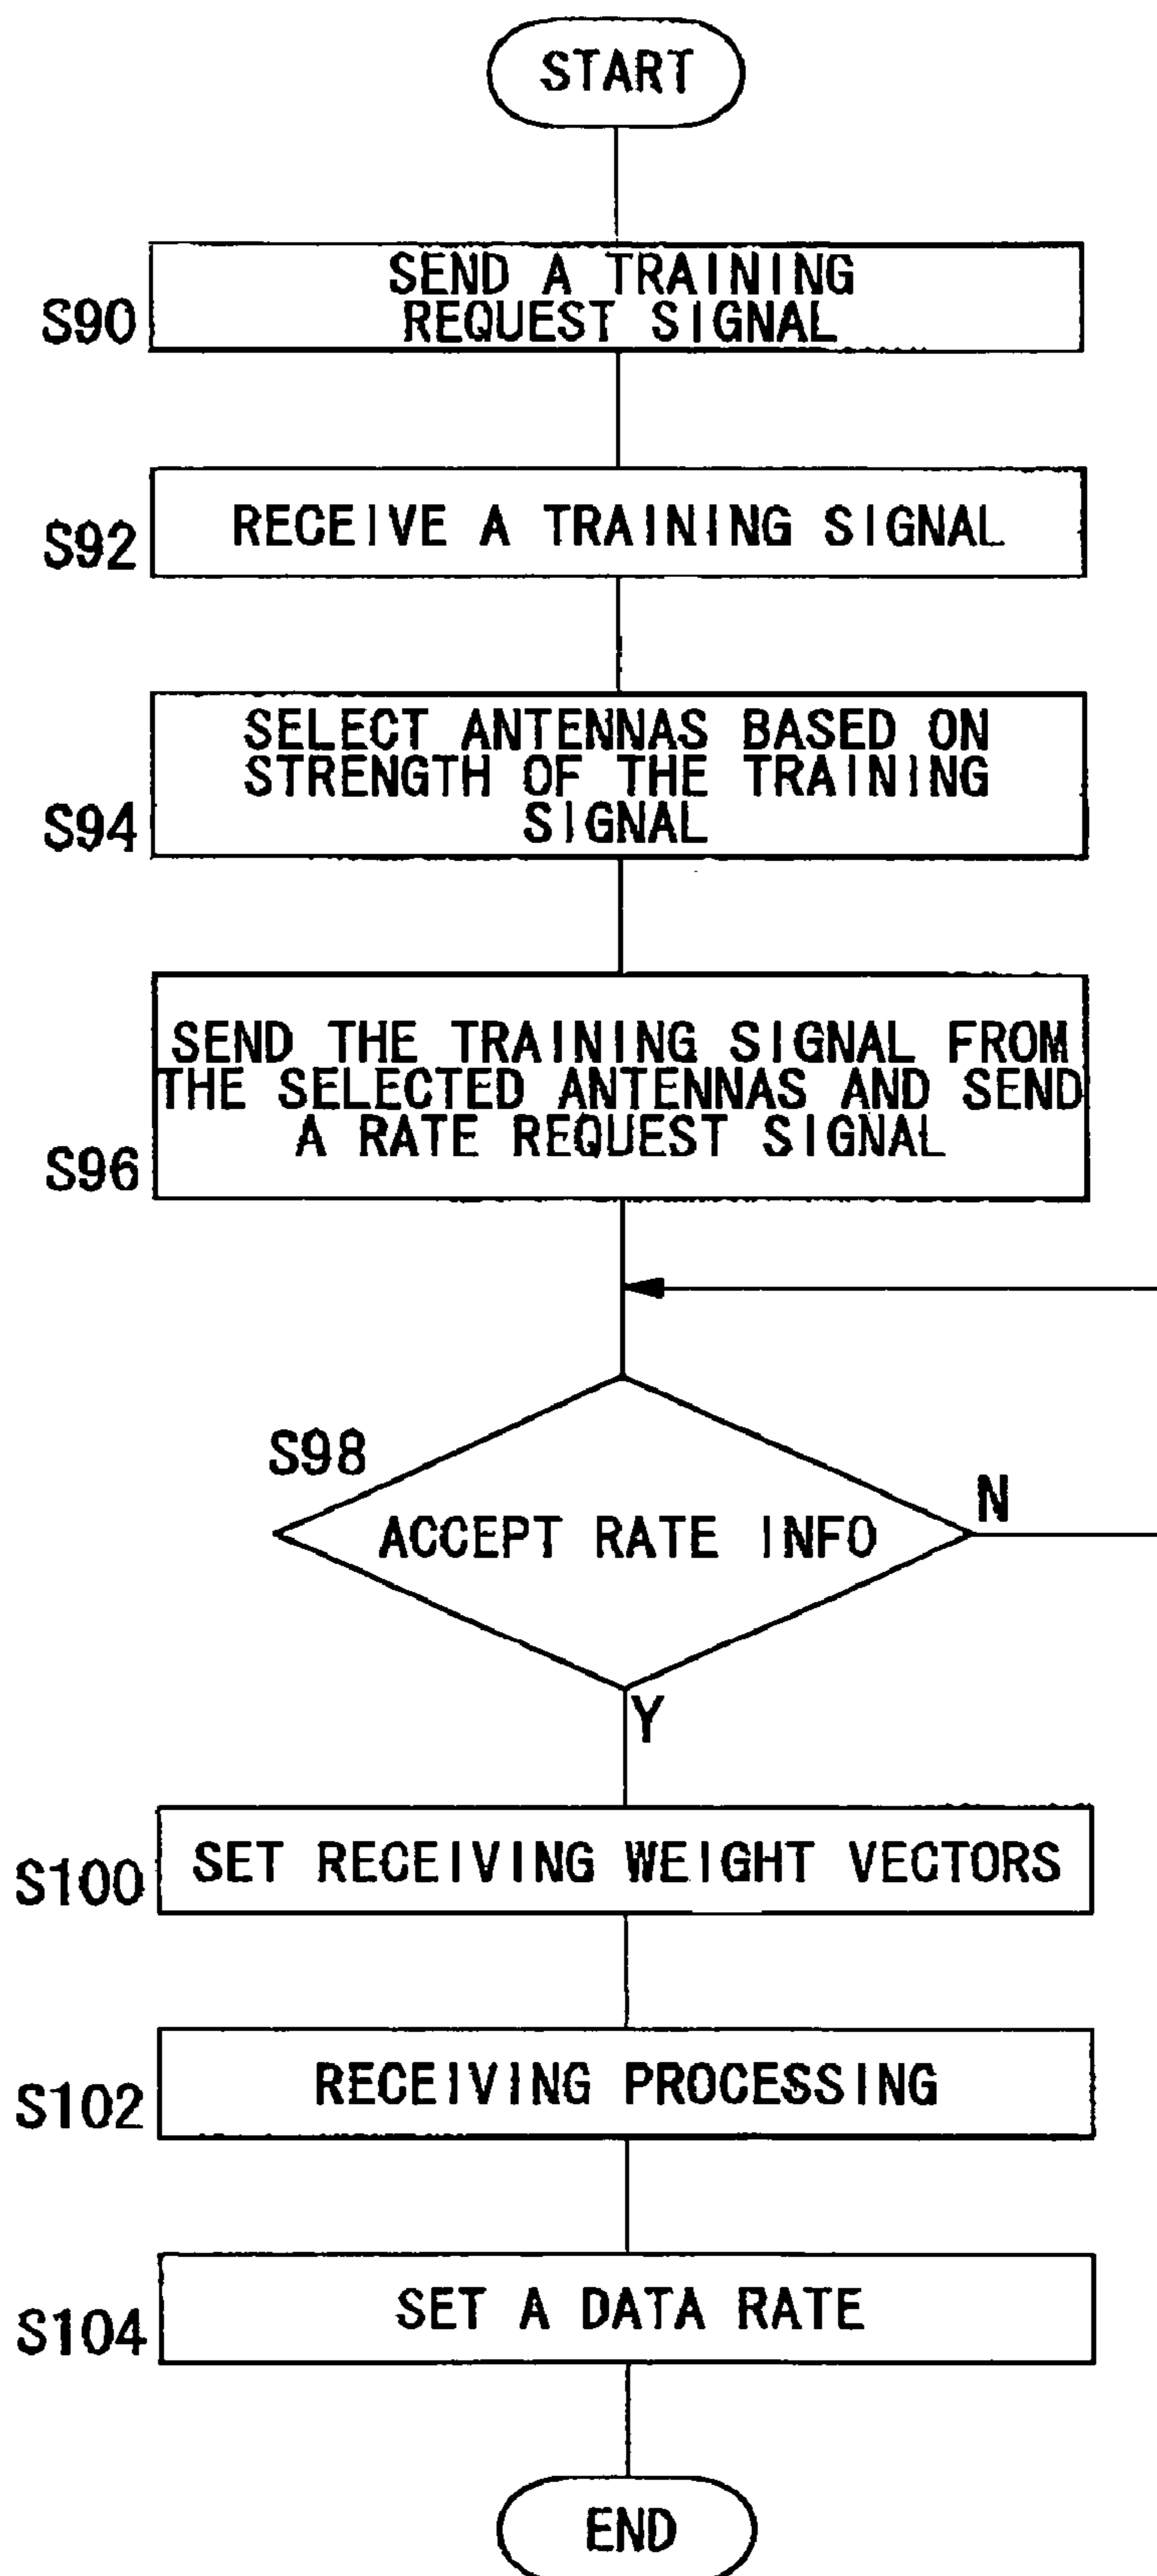 START
S90
SEND A TRAINING
REQUEST SIGNAL
S92
RECEIVE A TRAINING SIGNAL
S94
SELECT ANTENNAS BASED ON
STRENGTH OF THE TRAINING
SIGNAL
S96
SEND THE TRAINING SIGNAL FROM
THE SELECTED ANTENNAS AND SEND
A RATE REQUEST SIGNAL
S98
ACCEPT RATE INFO
N
Y
S100
SET RECEIVING WEIGHT VECTORS
S102
RECEIVING PROCESSING
S104
SET A DATA RATE
END